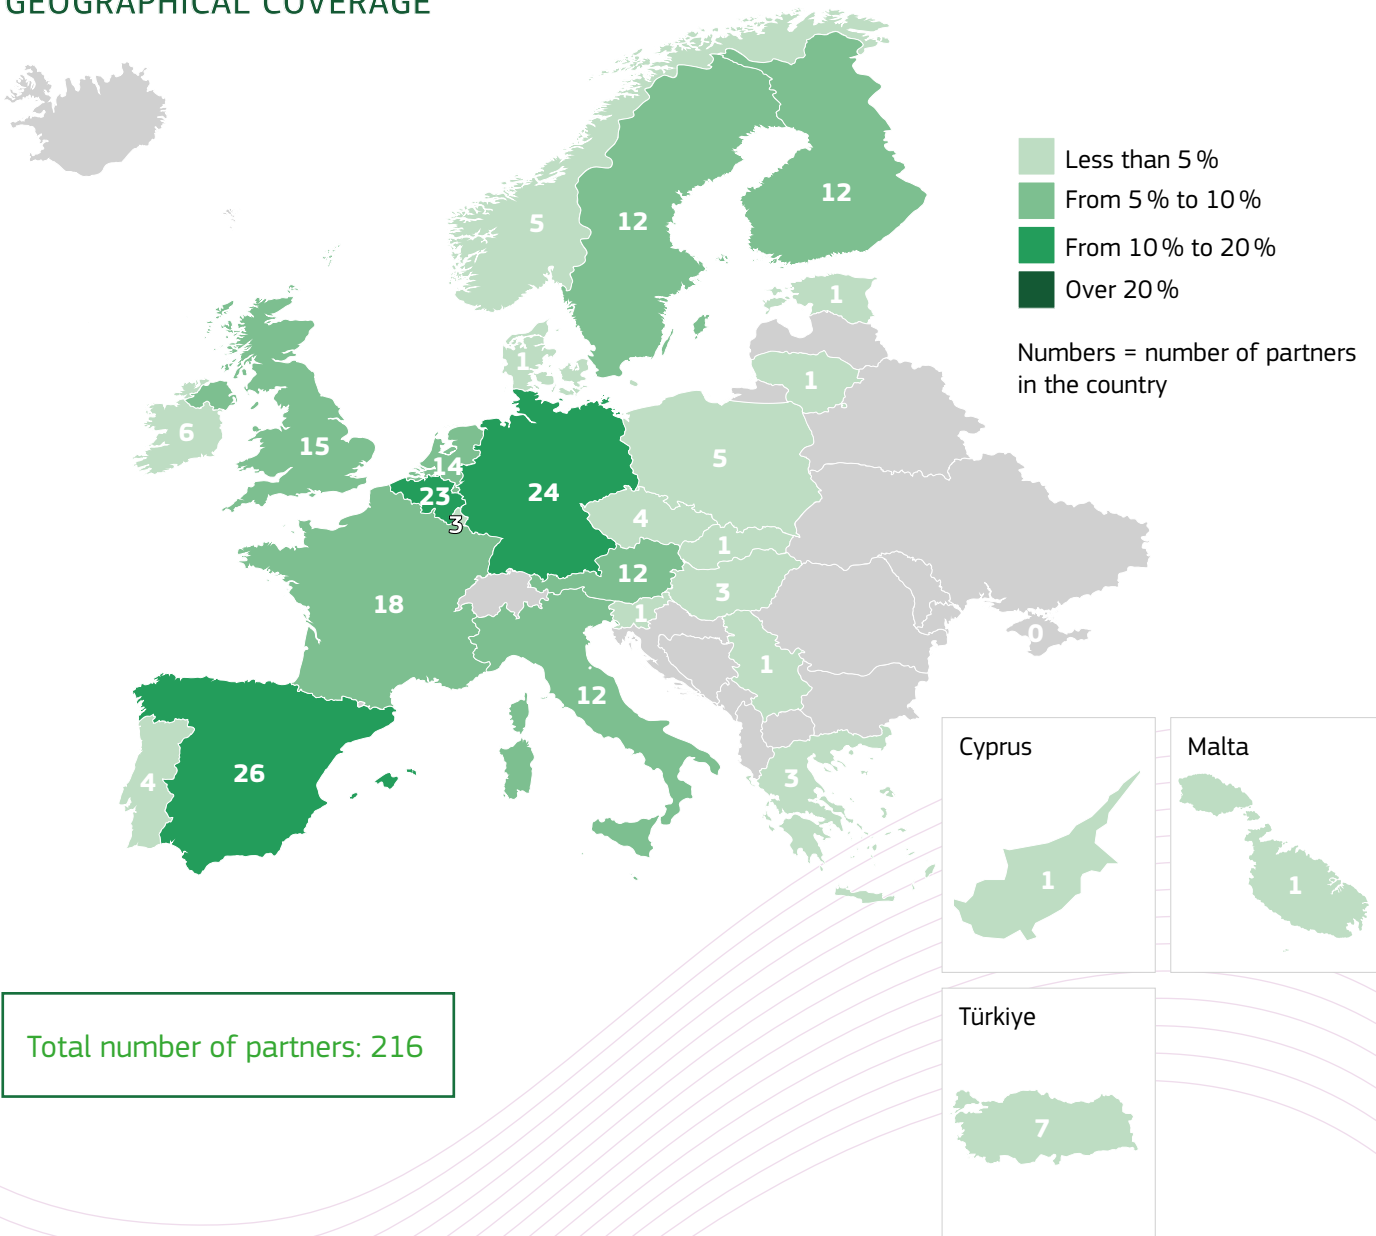 GEOGRAPHICAL COVERAGE
Less than 5 %
From 5 % to 10 %
From 10 % to 20 %
Over 20 %
Numbers = number of partners
in the country
12
5
12
1
1
1
6
15
14
5
23
24
3
4
1
12
3
18
1
0
1
12
4
26
3
Cyprus
1
Malta
1
Total number of partners: 216
Türkiye
7